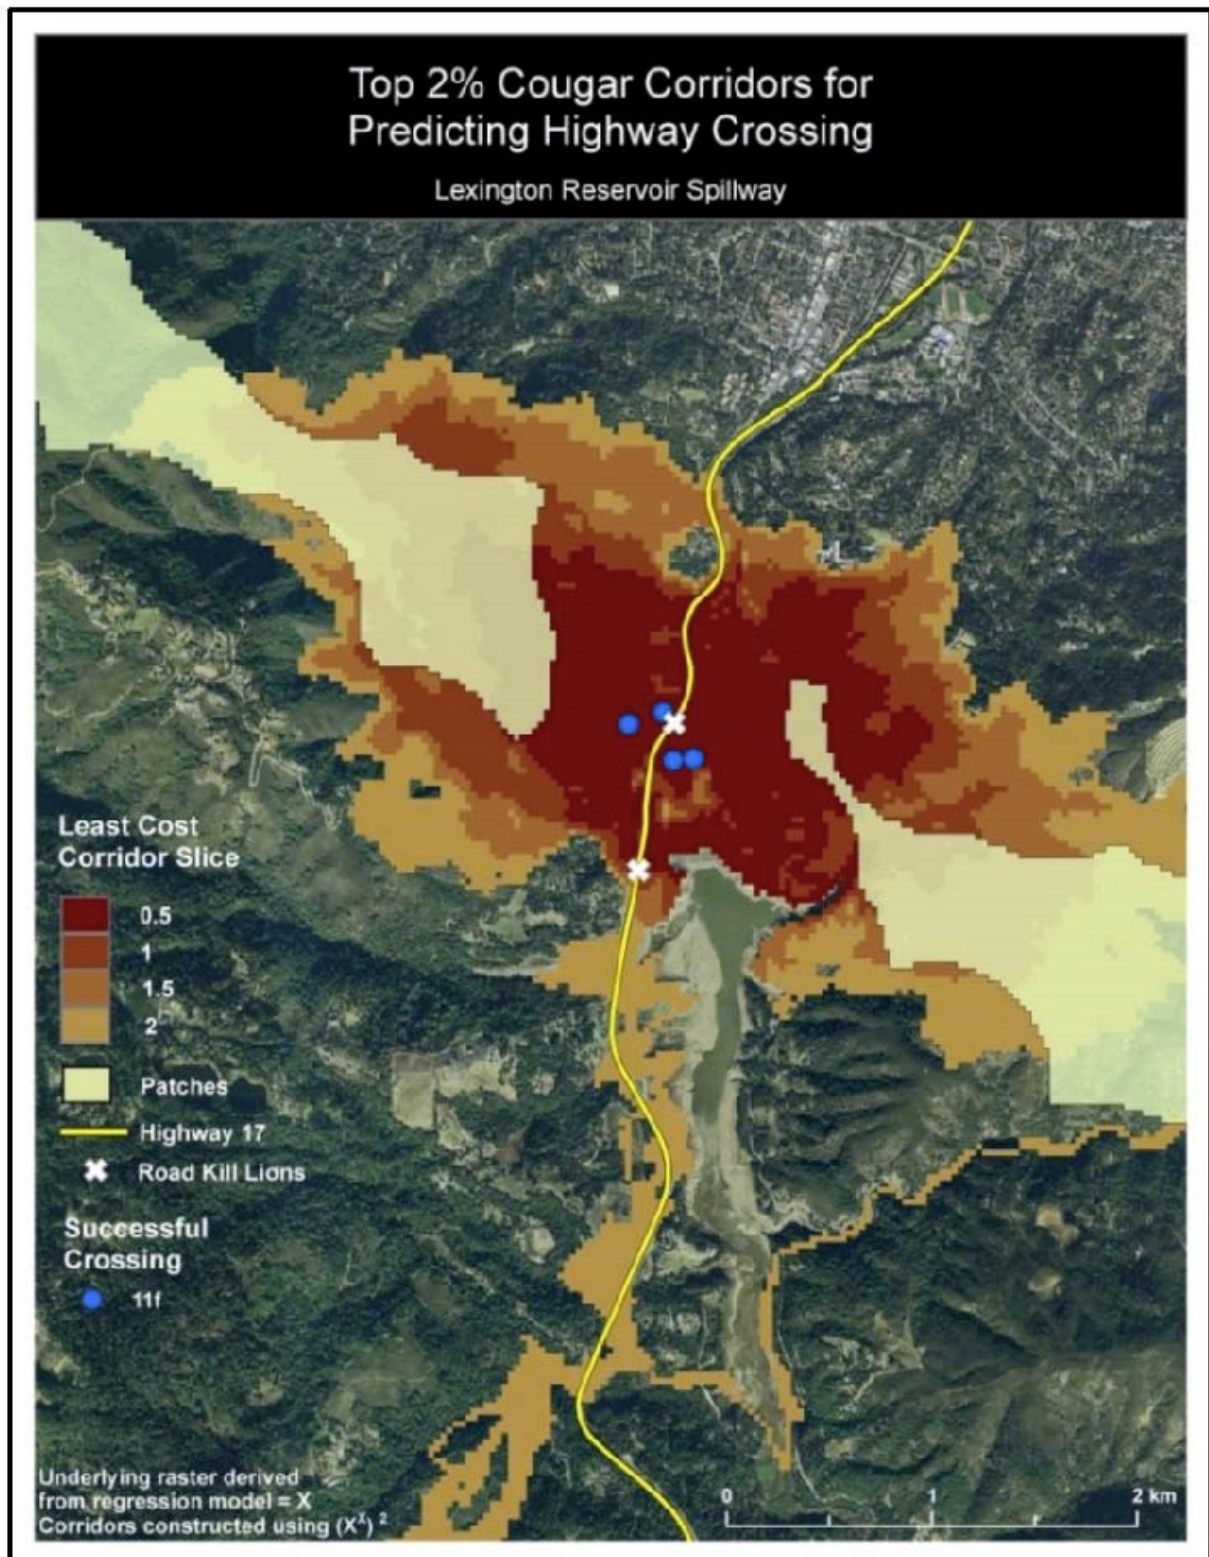 Top 2% Cougar Corridors for
Predicting Highway Crossing
Lexington Reservoir Spillway
Least Cost
Corridor Slice
0.5
1
1.5
2
Patches
Highway 17
Road Kill Lions
Successful
Crossing
11f
Underlying raster derived
from regression model = X
Corridors constructed using (Xˣ) ²
0 1 2 km